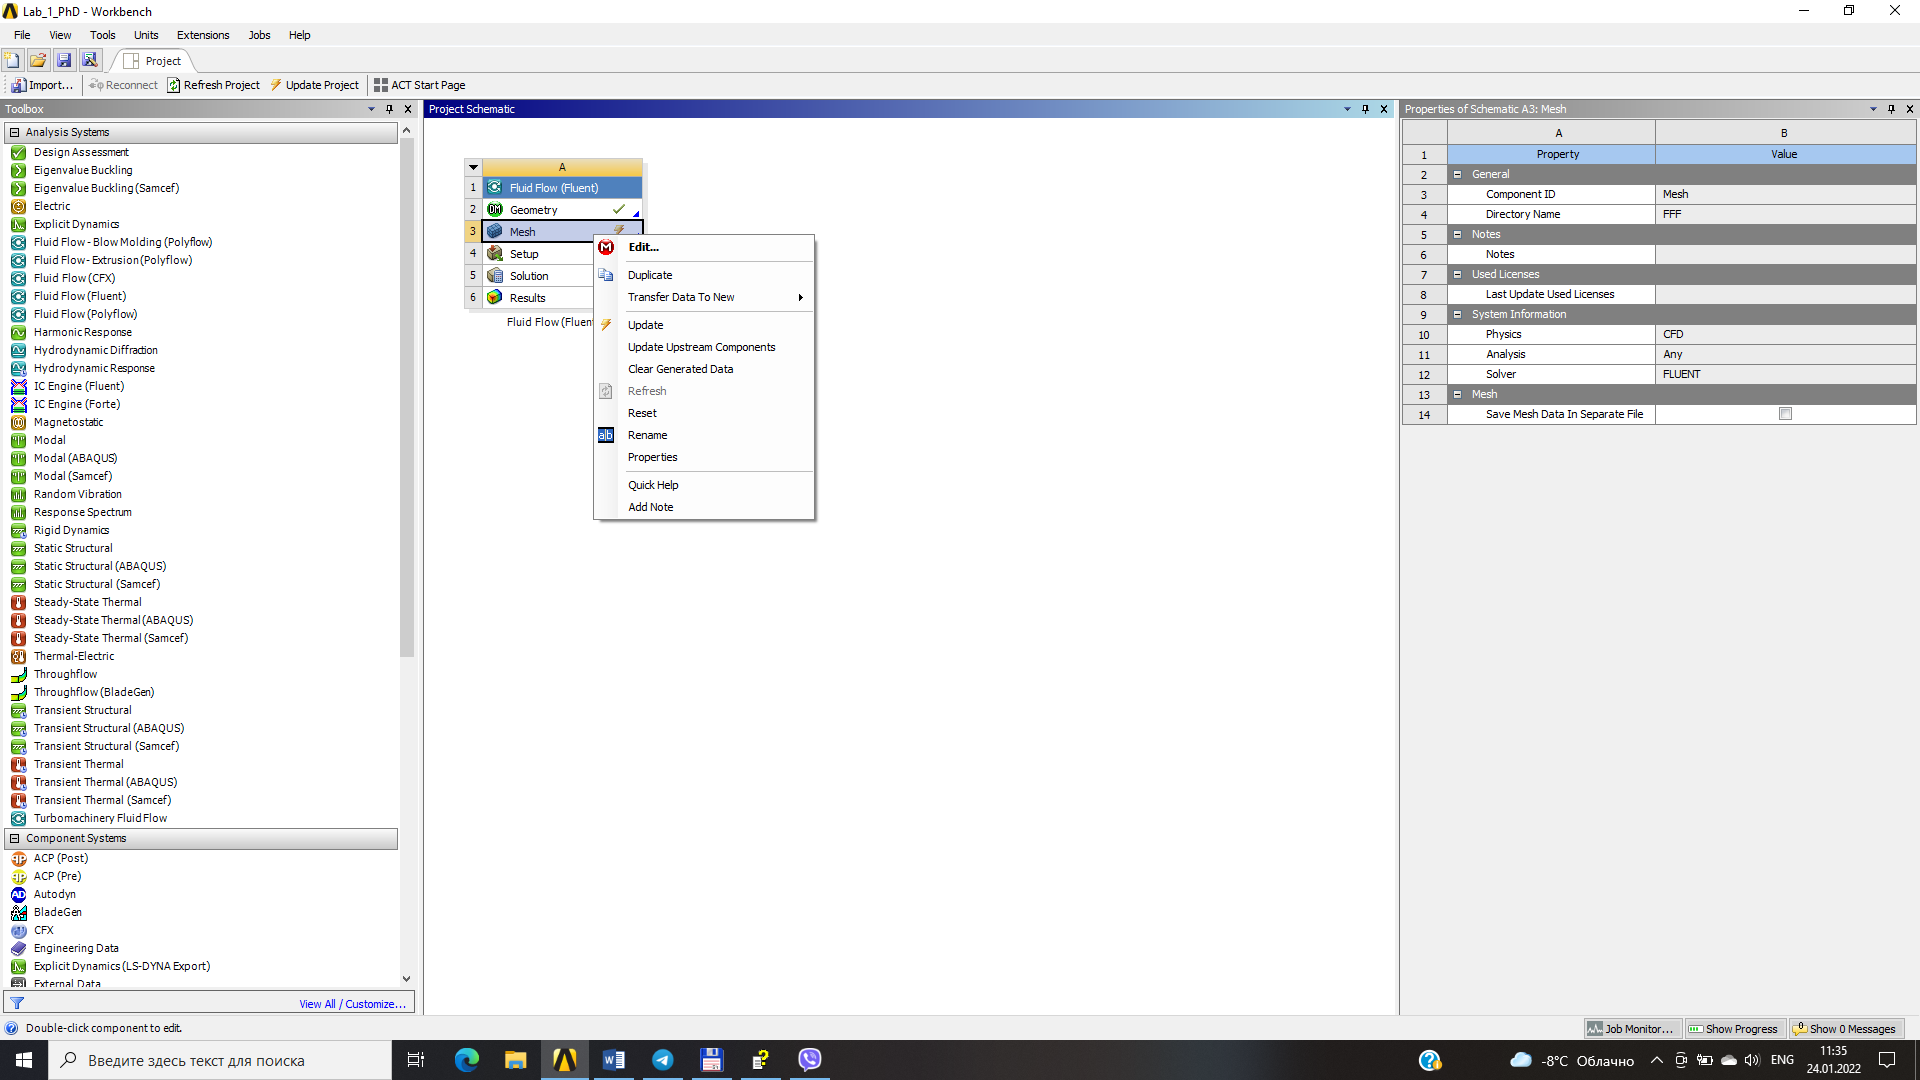 Lab_1_PhD - Workbench
File View Tools Units Extensions Jobs Help
Project
Import... Reconnect Refresh Project Update Project ACT Start Page
Toolbox
Analysis Systems
Design Assessment
Eigenvalue Buckling
Eigenvalue Buckling (Samcef)
Electric
Explicit Dynamics
Fluid Flow - Blow Molding (Polyflow)
Fluid Flow - Extrusion (Polyflow)
Fluid Flow (CFX)
Fluid Flow (Fluent)
Fluid Flow (Polyflow)
Harmonic Response
Hydrodynamic Diffraction
Hydrodynamic Response
IC Engine (Fluent)
IC Engine (Forte)
Magnetostatic
Modal
Modal (ABAQUS)
Modal (Samcef)
Random Vibration
Response Spectrum
Rigid Dynamics
Static Structural
Static Structural (ABAQUS)
Static Structural (Samcef)
Steady-State Thermal
Steady-State Thermal (ABAQUS)
Steady-State Thermal (Samcef)
Thermal-Electric
Throughflow
Throughflow (BladeGen)
Transient Structural
Transient Structural (ABAQUS)
Transient Structural (Samcef)
Transient Thermal
Transient Thermal (ABAQUS)
Transient Thermal (Samcef)
Turbomachinery Fluid Flow
Component Systems
ACP (Post)
ACP (Pre)
Autodyn
BladeGen
CFX
Engineering Data
Explicit Dynamics (LS-DYNA Export)
External Data
View All / Customize...
Project Schematic
A
1 Fluid Flow (Fluent)
2 Geometry
3 Mesh
4 Setup
5 Solution
6 Results
Fluid Flow (Fluent
Edit...
Duplicate
Transfer Data To New
Update
Update Upstream Components
Clear Generated Data
Refresh
Reset
Rename
Properties
Quick Help
Add Note
Properties of Schematic A3: Mesh
A B
1 Property Value
2 General
3 Component ID Mesh
4 Directory Name FFF
5 Notes
6 Notes
7 Used Licenses
8 Last Update Used Licenses
9 System Information
10 Physics CFD
11 Analysis Any
12 Solver FLUENT
13 Mesh
14 Save Mesh Data In Separate File
Double-click component to edit.
Job Monitor... Show Progress Show 0 Messages
Введите здесь текст для поиска
-8°C Облачно ENG
11:35
24.01.2022